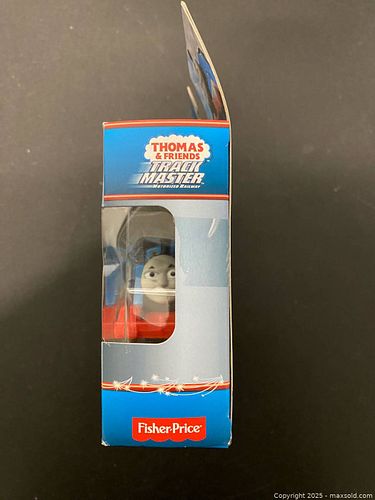 THOMAS
& FRIENDS
TRACK
MASTER
MOTORIZED RAILWAY
Fisher-Price
Copyright © 2025 - maxsold.com